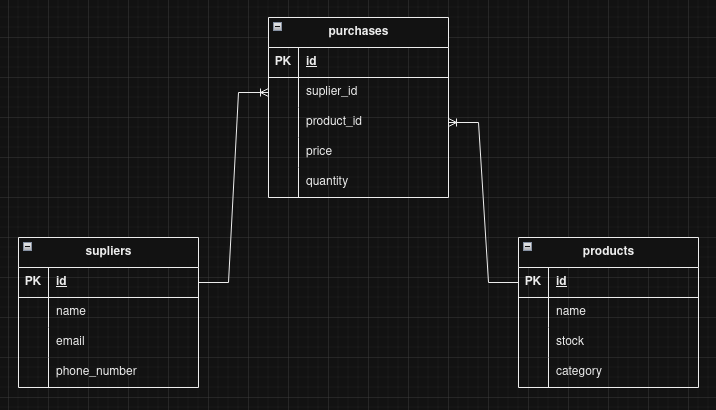 purchases
PK id
suplier_id
product_id
price
quantity
supliers
PK id
name
email
phone_number
products
PK id
name
stock
category